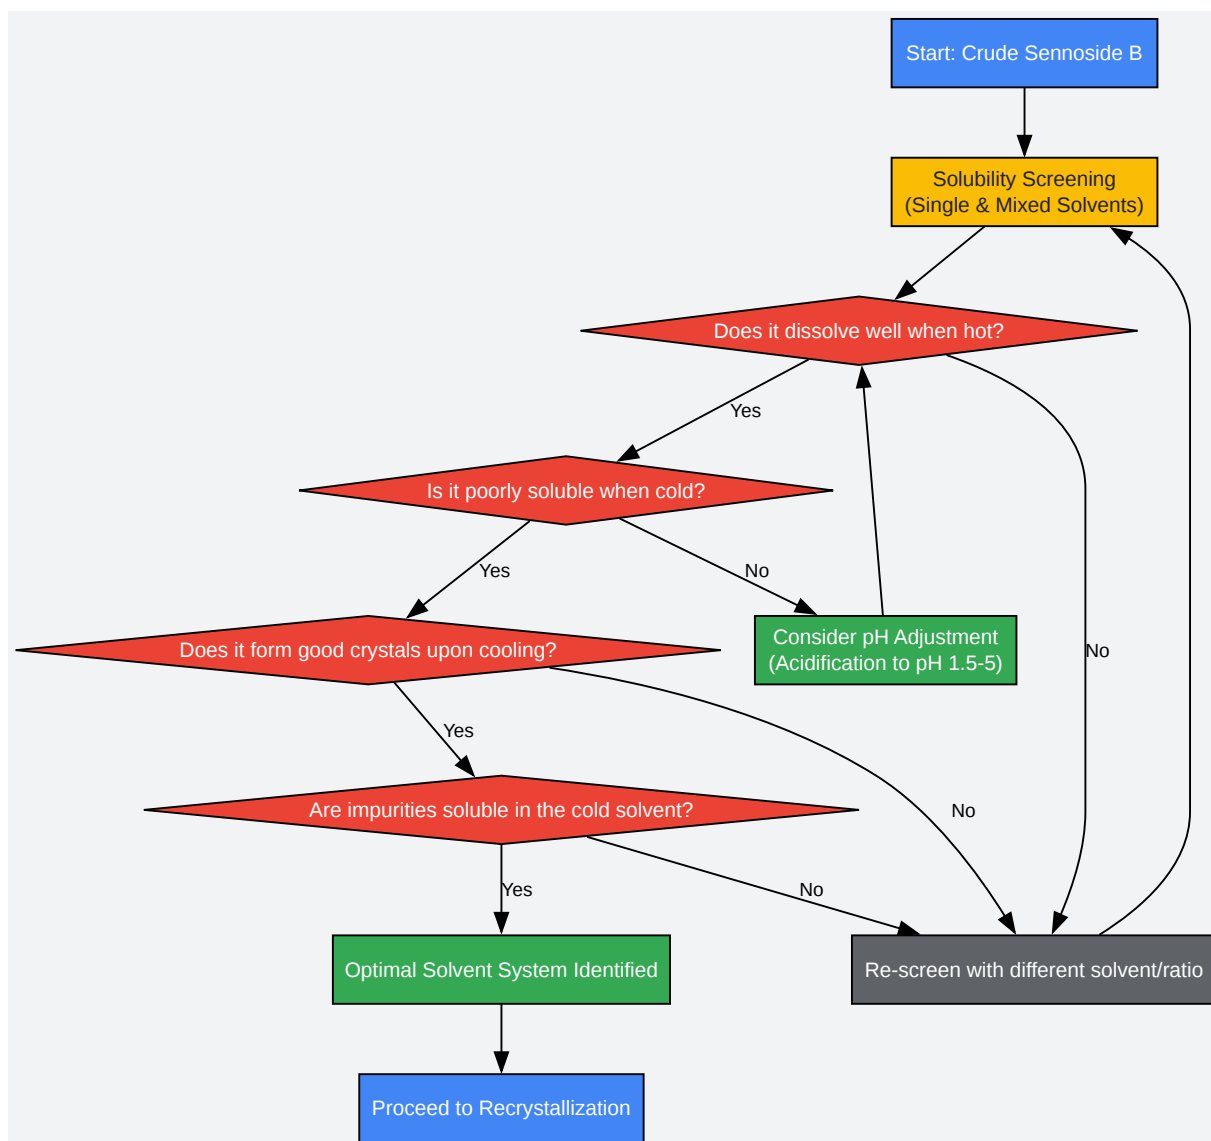 Start: Crude Sennoside B
Solubility Screening
(Single & Mixed Solvents)
Does it dissolve well when hot?
Yes
Is it poorly soluble when cold?
Yes
No
Does it form good crystals upon cooling?
Consider pH Adjustment
(Acidification to pH 1.5-5)
No
Yes
Are impurities soluble in the cold solvent?
No
Yes
No
Optimal Solvent System Identified
Re-screen with different solvent/ratio
Proceed to Recrystallization